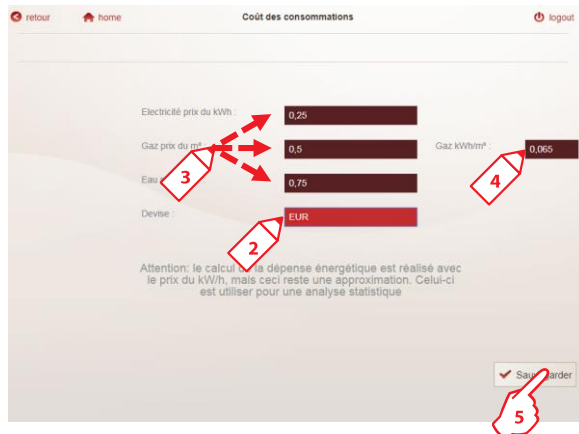 retour home Coût des consommations logout
Electricité prix du kWh : 0,25
Gaz prix du m³ : 0,5 Gaz kWh/m³ : 0,065
3 4
Eau 0,75
Devise : EUR
2
Attention: le calcul de la dépense énergétique est réalisé avec
le prix du kW/h, mais ceci reste une approximation. Celui-ci
est utiliser pour une analyse statistique
5